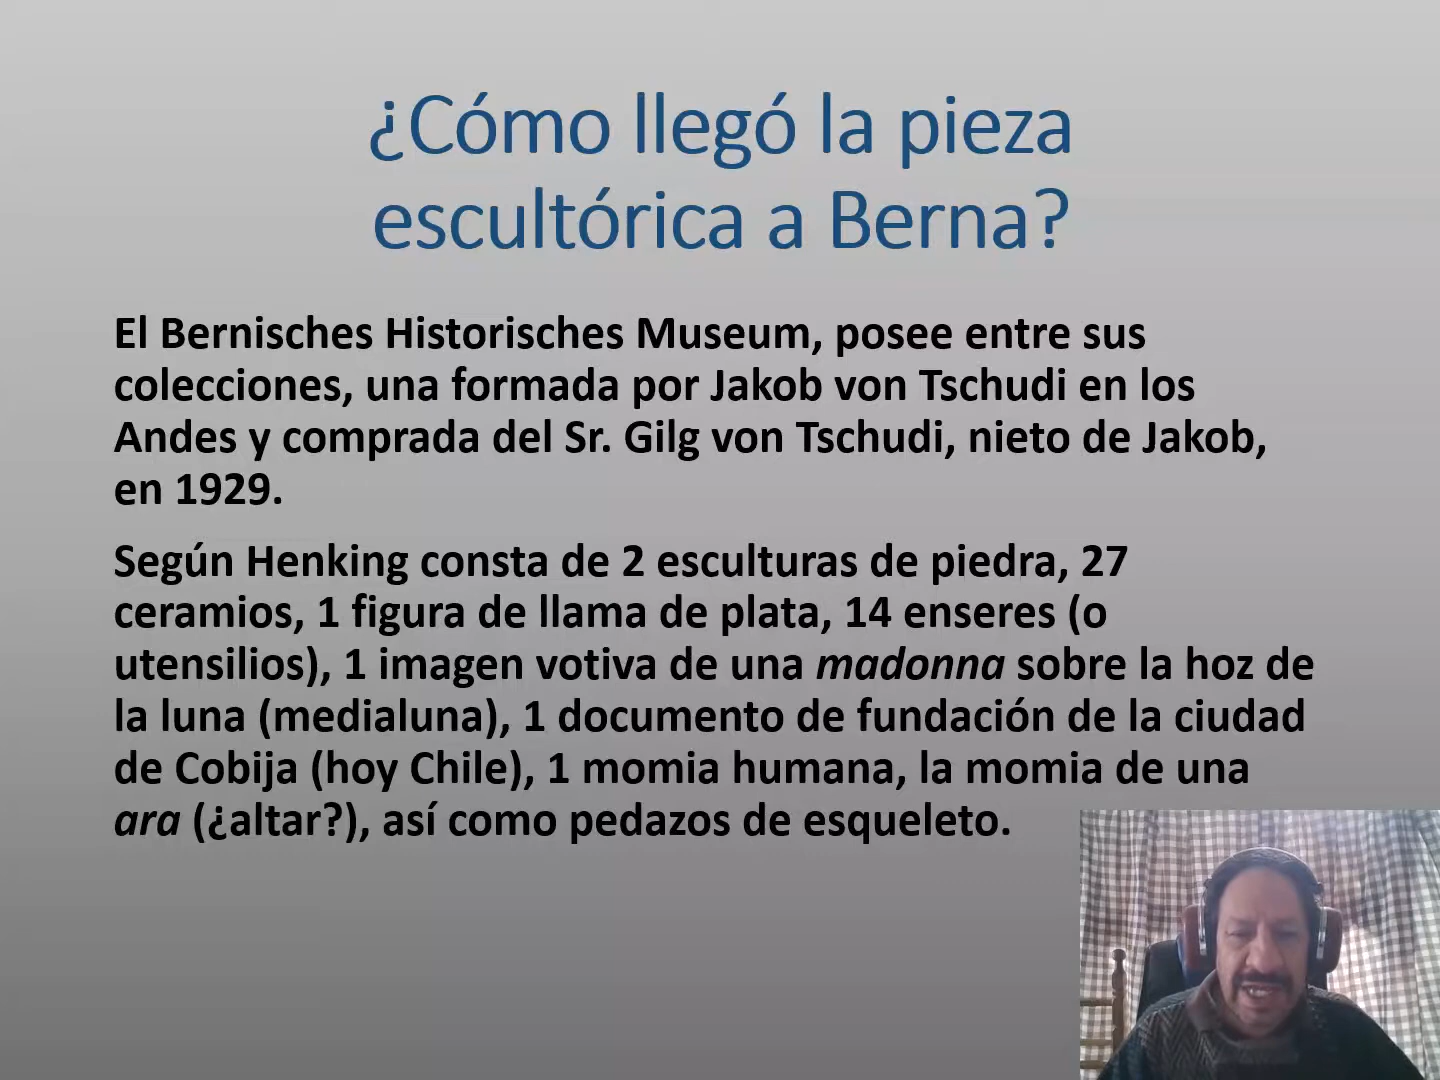 ¿Cómo llegó la pieza
escultórica a Berna?
El Bernisches Historisches Museum, posee entre sus
colecciones, una formada por Jakob von Tschudi en los
Andes y comprada del Sr. Gilg von Tschudi, nieto de Jakob,
en 1929.
Según Henking consta de 2 esculturas de piedra, 27
ceramios, 1 figura de llama de plata, 14 enseres (o
utensilios), 1 imagen votiva de una madonna sobre la hoz de
la luna (medialuna), 1 documento de fundación de la ciudad
de Cobija (hoy Chile), 1 momia humana, la momia de una
ara (¿altar?), así como pedazos de esqueleto.